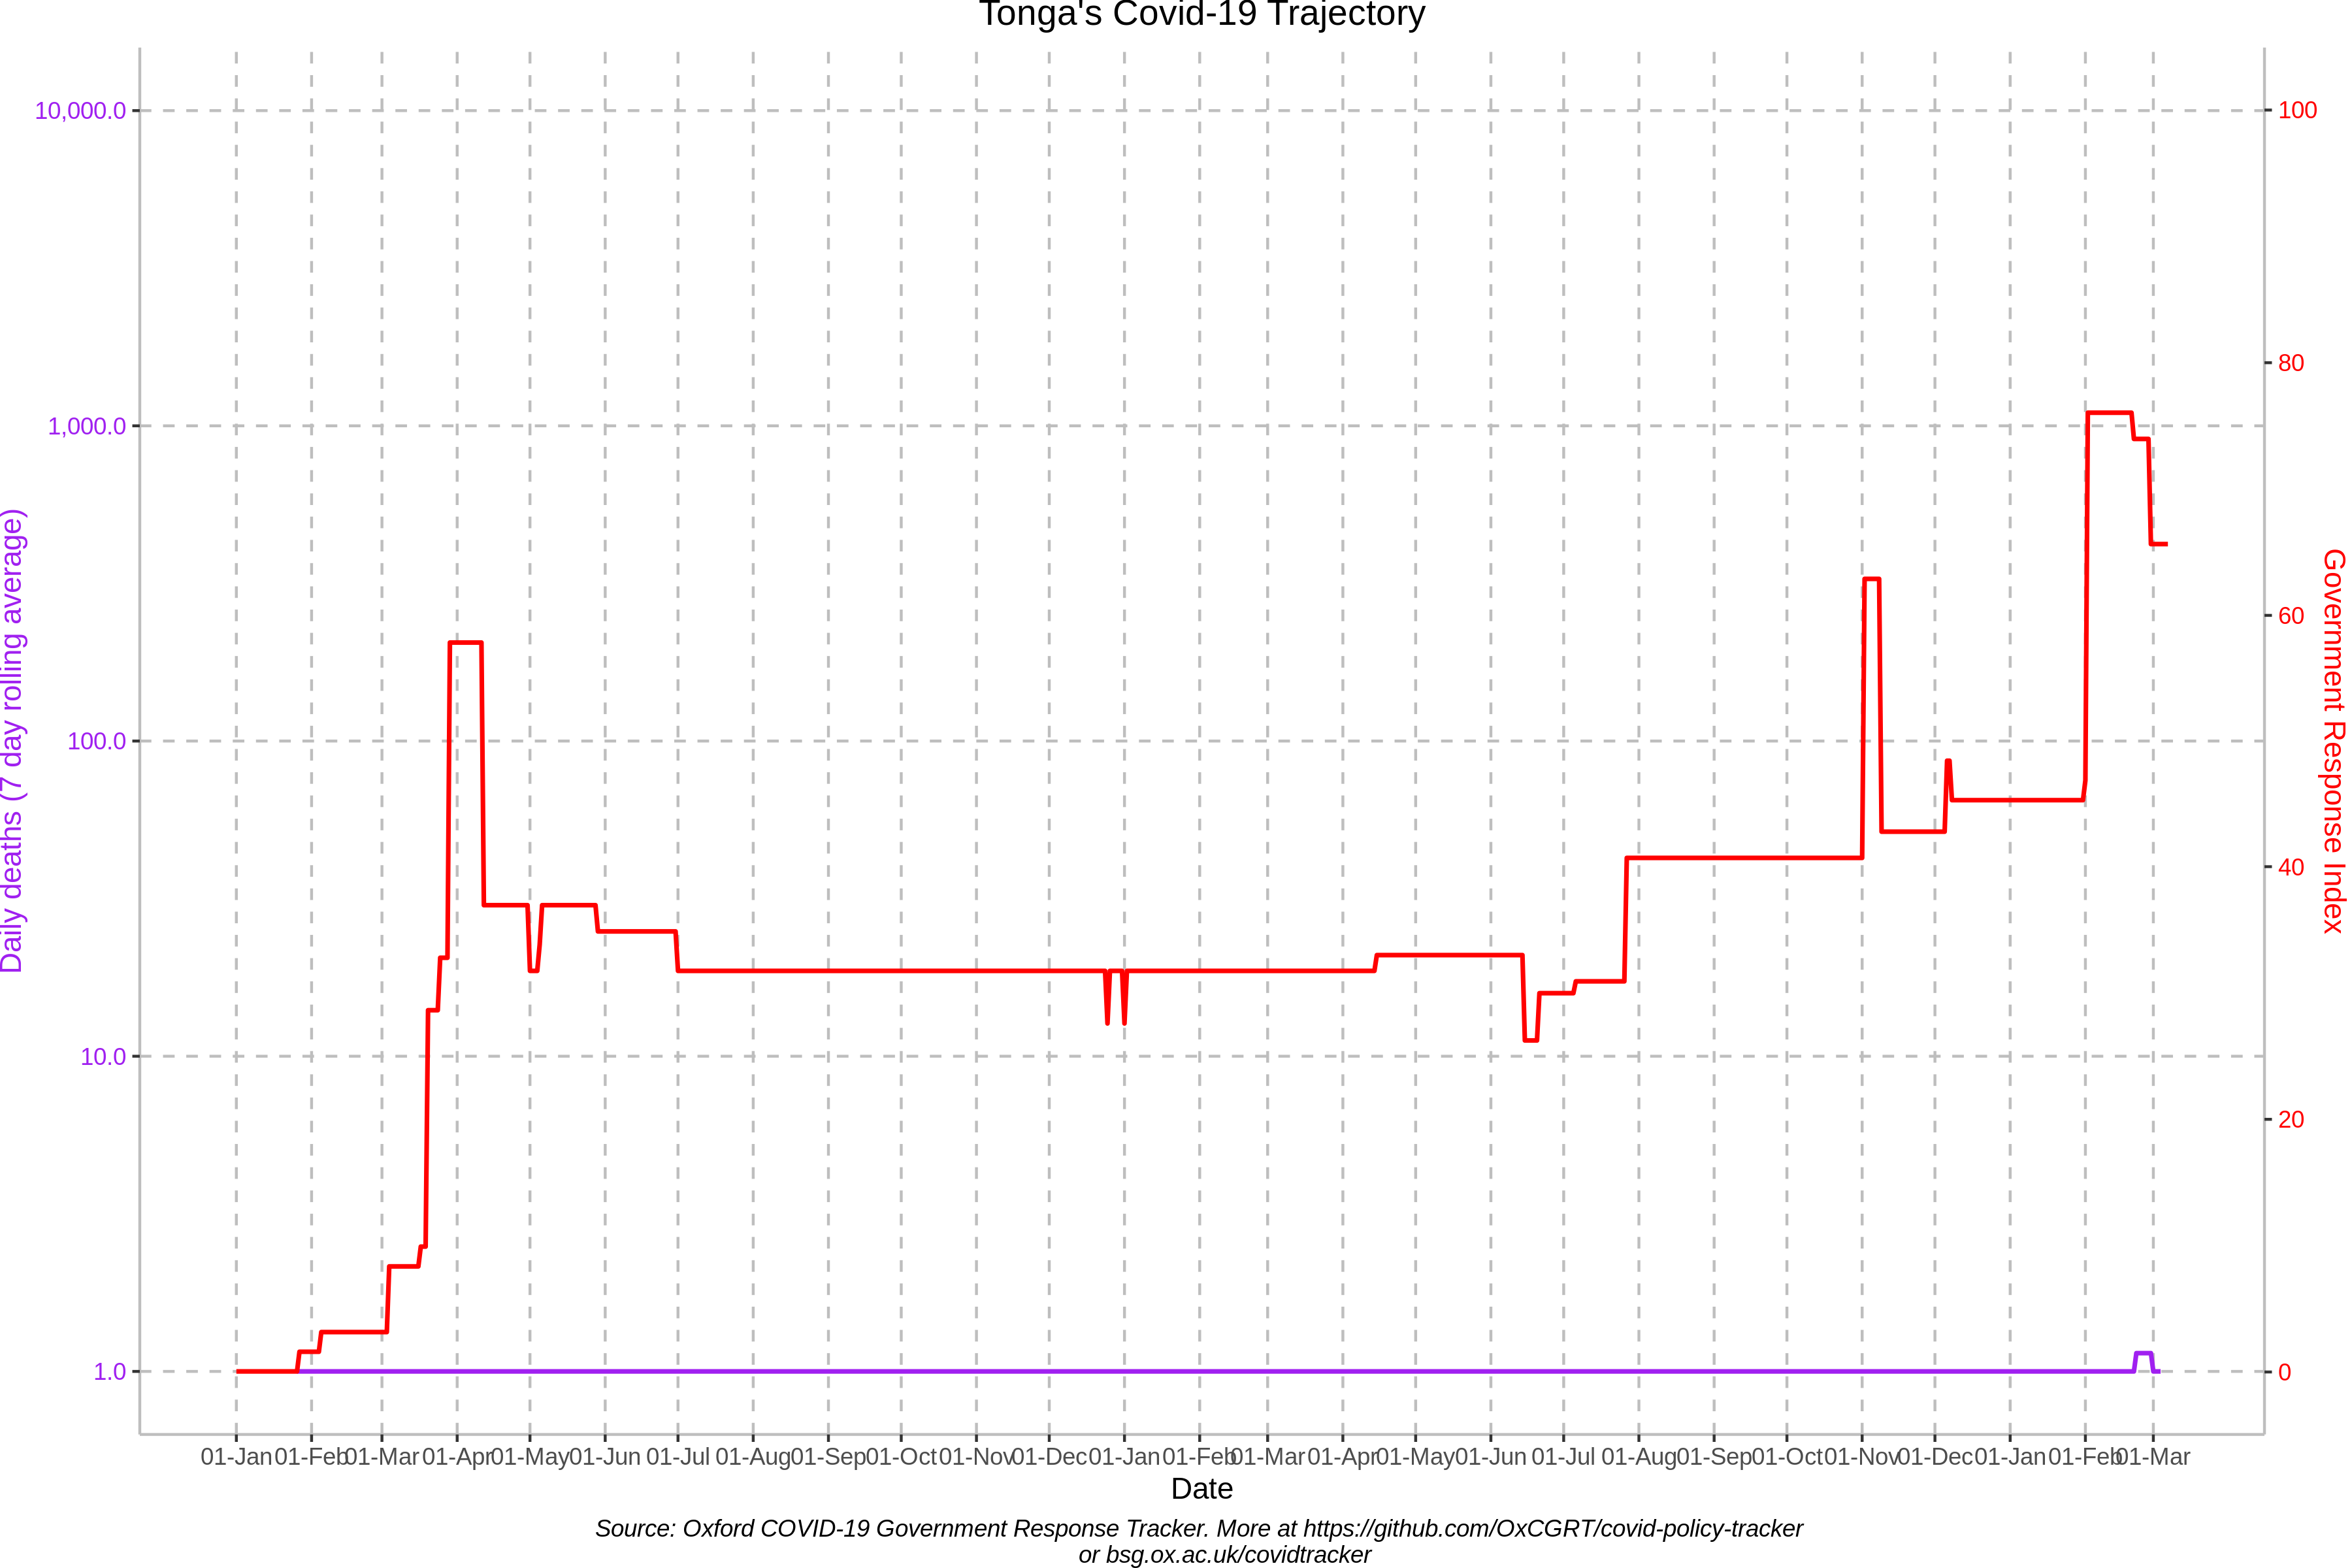 Tonga's Covid-19 Trajectory
10,000.0
1,000.0
100.0
10.0
1.0
Daily deaths (7 day rolling average)
100
80
60
40
20
0
Government Response Index
01-Jan 01-Feb 01-Mar 01-Apr 01-May 01-Jun 01-Jul 01-Aug 01-Sep 01-Oct 01-Nov 01-Dec 01-Jan 01-Feb 01-Mar 01-Apr 01-May 01-Jun 01-Jul 01-Aug 01-Sep 01-Oct 01-Nov 01-Dec 01-Jan 01-Feb 01-Mar
Date
Source: Oxford COVID-19 Government Response Tracker. More at https://github.com/OxCGRT/covid-policy-tracker
or bsg.ox.ac.uk/covidtracker